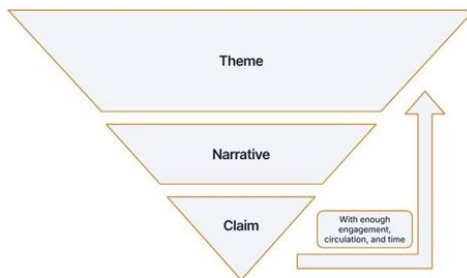 Theme
Narrative
Claim
With enough
engagement,
circulation, and time